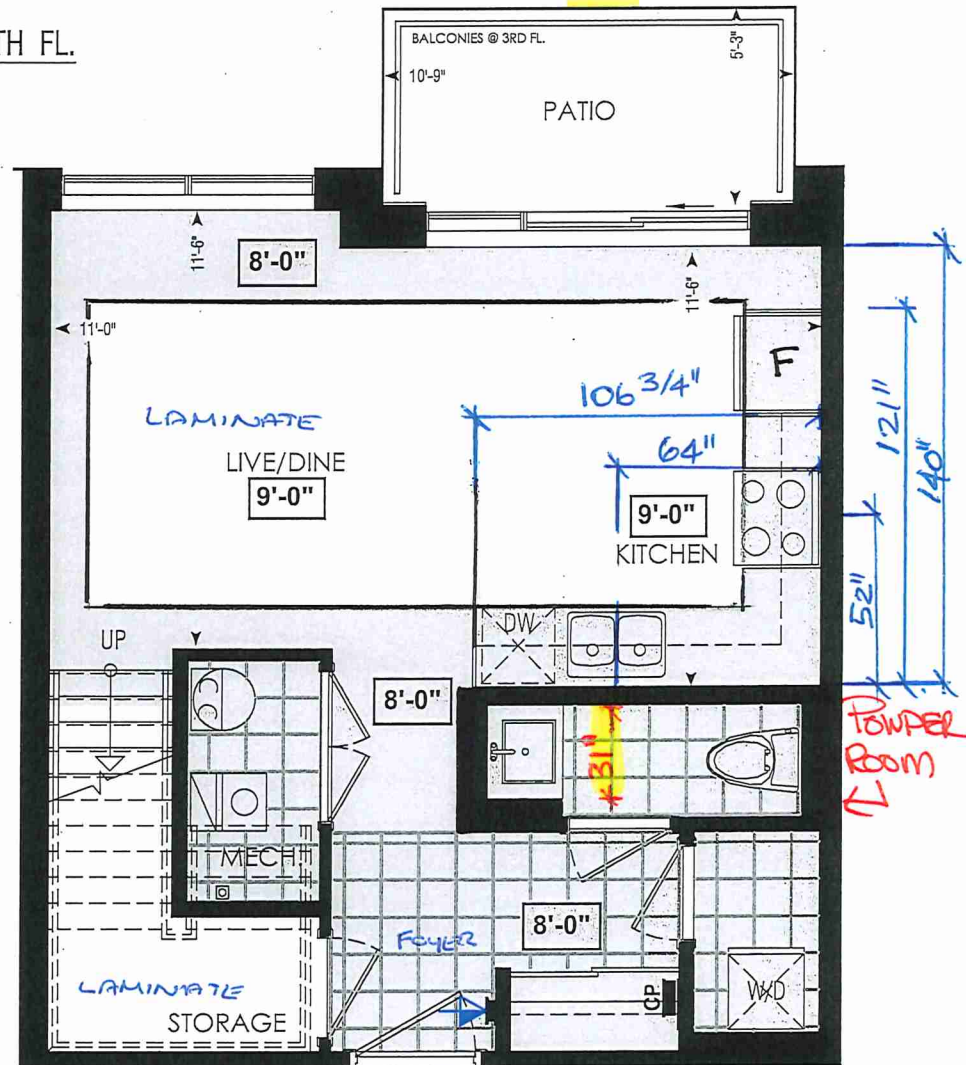 TH FL.
BALCONIES @ 3RD FL.
10'-9"
5'-3"
PATIO
11'-6"
8'-0"
11'-6"
11'-0"
F
106 3/4"
LAMINATE
64"
121"
140"
LIVE/DINE
9'-0"
9'-0"
KITCHEN
52"
UP
DW
8'-0"
31"
POWDER
ROOM
MECH
8'-0"
FOYER
LAMINATE
STORAGE
CP
W/D